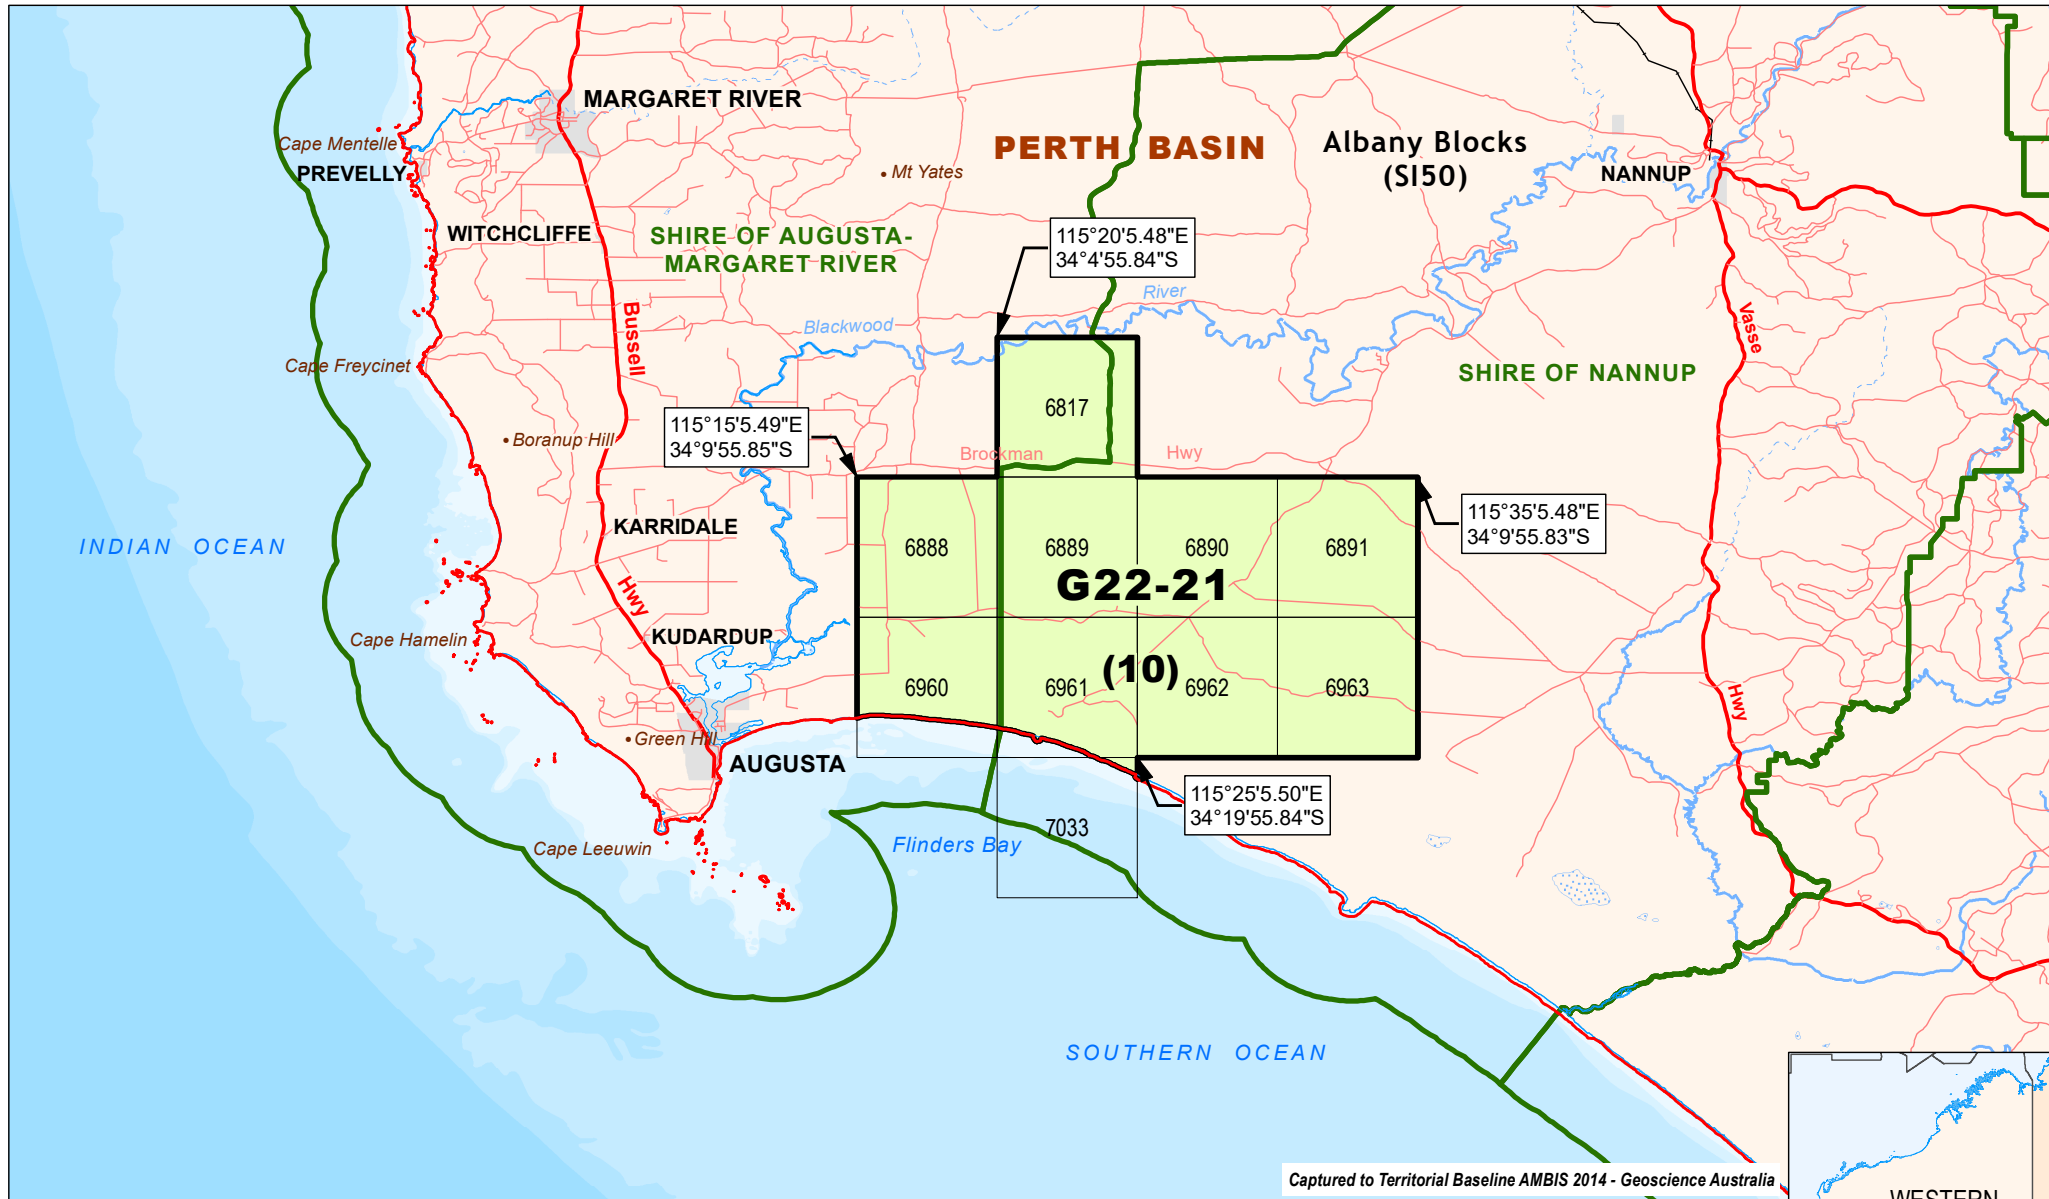 MARGARET RIVER
Cape Mentelle
PREVELLY
WITCHCLIFFE
SHIRE OF AUGUSTA-
MARGARET RIVER
PERTH BASIN
Mt Yates
Albany Blocks
(SI50)
NANNUP
115°20'5.48"E
34°4'55.84"S
River
Blackwood
Bussell
Vasse
Cape Freycinet
SHIRE OF NANNUP
6817
115°15'5.49"E
34°9'55.85"S
Boranup Hill
Brockman
Hwy
115°35'5.48"E
34°9'55.83"S
KARRIDALE
INDIAN OCEAN
6888
6889
6890
6891
G22-21
Hwy
Cape Hamelin
KUDARDUP
(10)
6960
6961
6962
6963
Hwy
Green Hill
AUGUSTA
115°25'5.50"E
34°19'55.84"S
7033
Cape Leeuwin
Flinders Bay
SOUTHERN OCEAN
Captured to Territorial Baseline AMBIS 2014 - Geoscience Australia
WESTERN